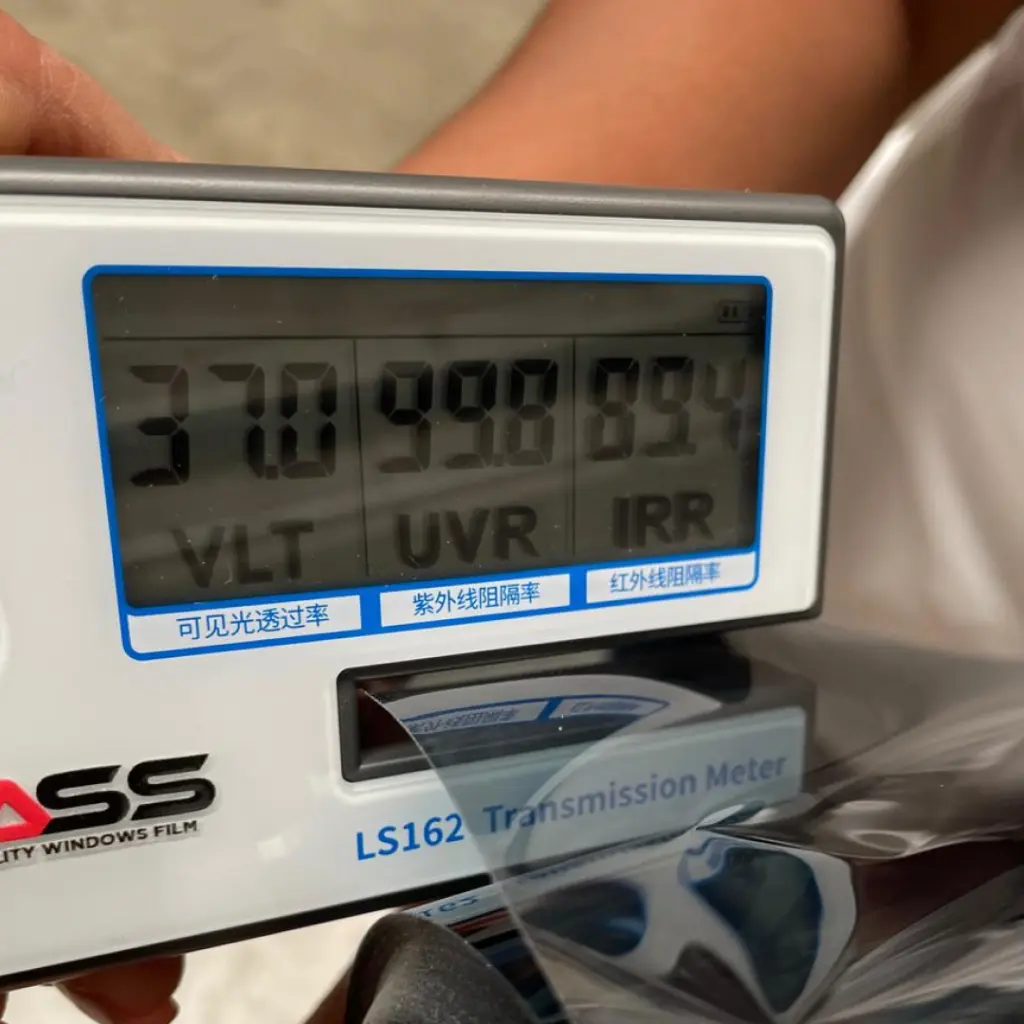 37.0 99.8 89.4
VLT UVR IRR
可见光透过率 紫外线阻隔率 红外线阻隔率
ASS
LITY WINDOWS FILM
LS162 Transmission Meter